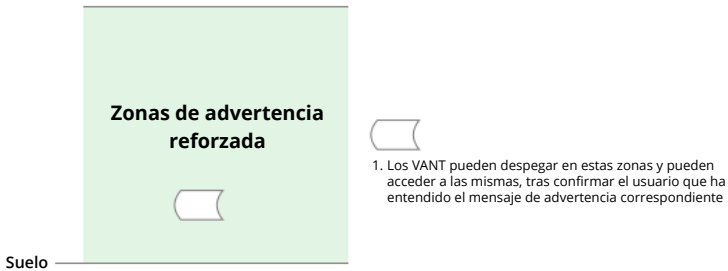 Zonas de advertencia
reforzada
1. Los VANT pueden despegar en estas zonas y pueden
acceder a las mismas, tras confirmar el usuario que ha
entendido el mensaje de advertencia correspondiente
Suelo